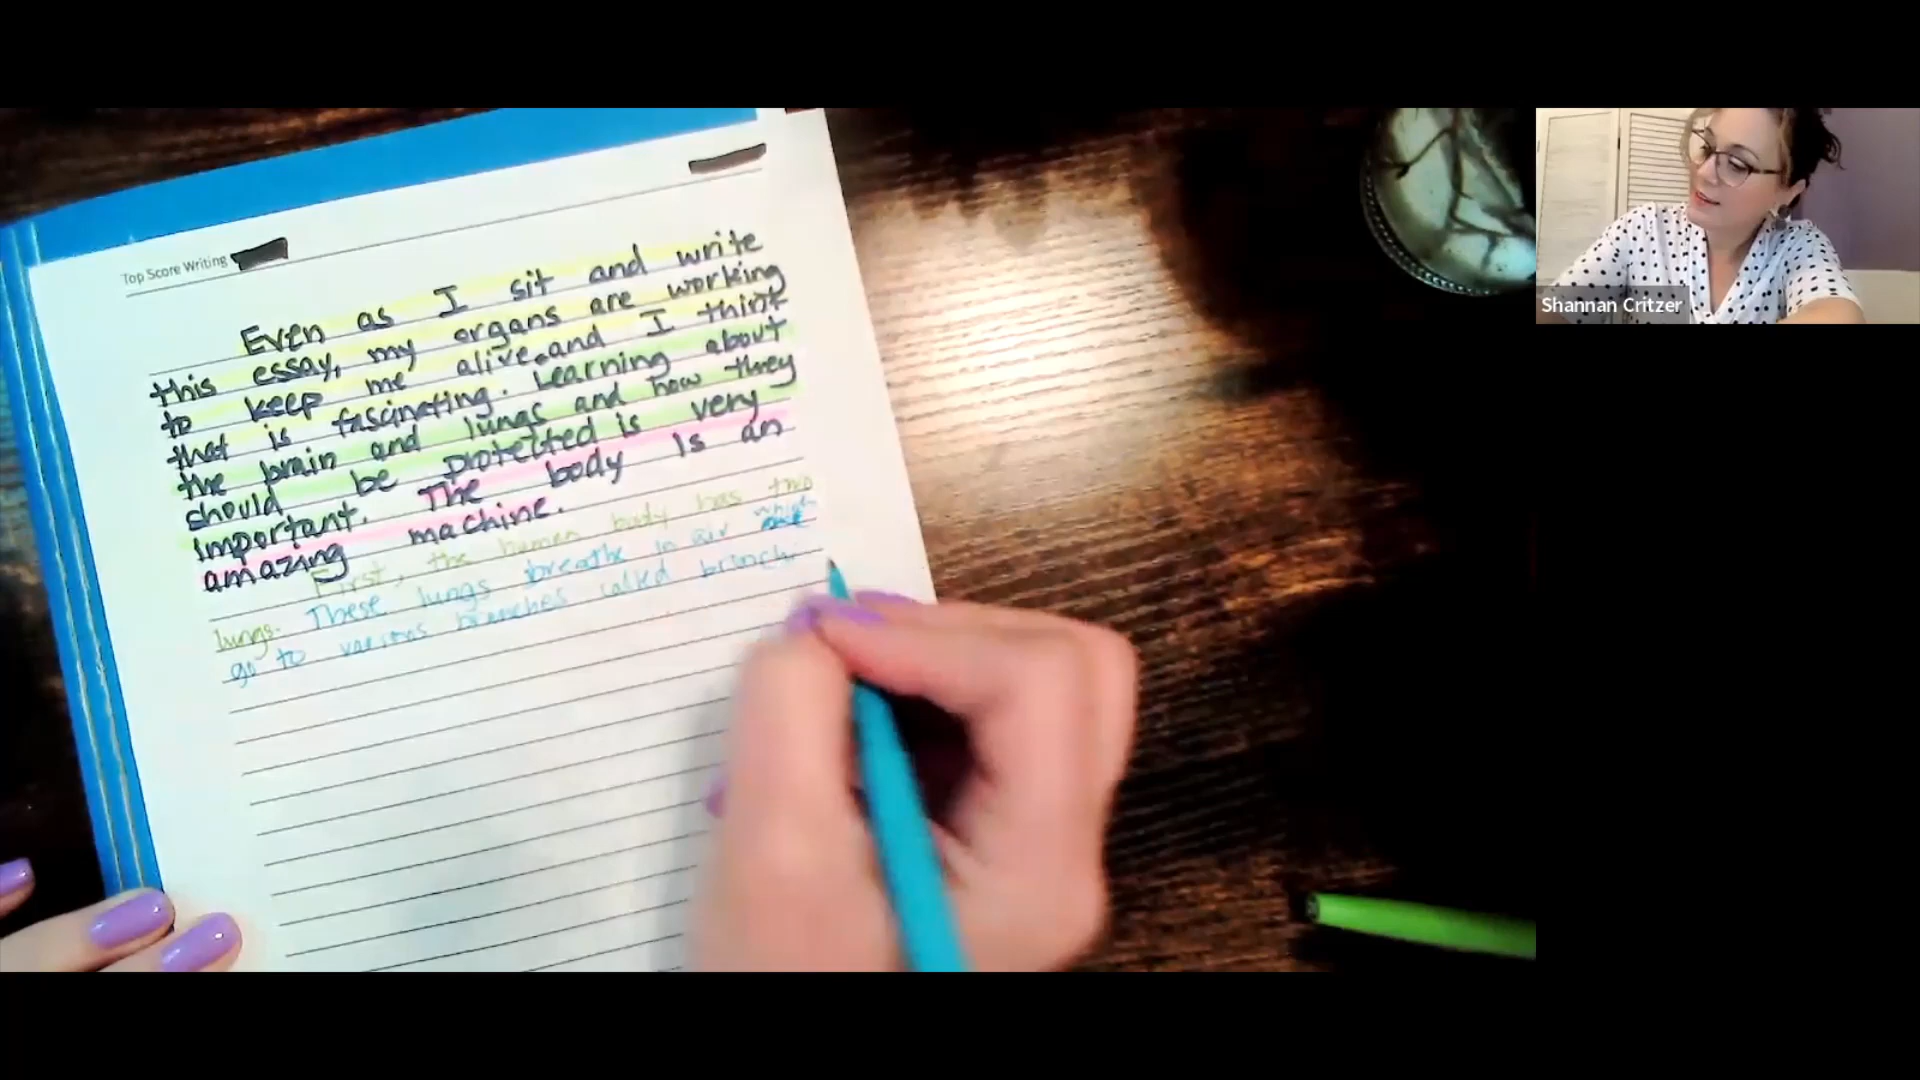 Top Score Writing
Even as I sit and write
this essay, my organs are working
to keep me alive and I think
that is fascinating. Learning about
the brain and lungs and how they
should be protected is very
important. The body is an
amazing machine.
First, the human body has two
lungs. These lungs breathe in air which
go to various branches called bronchi
Shannan Critzer